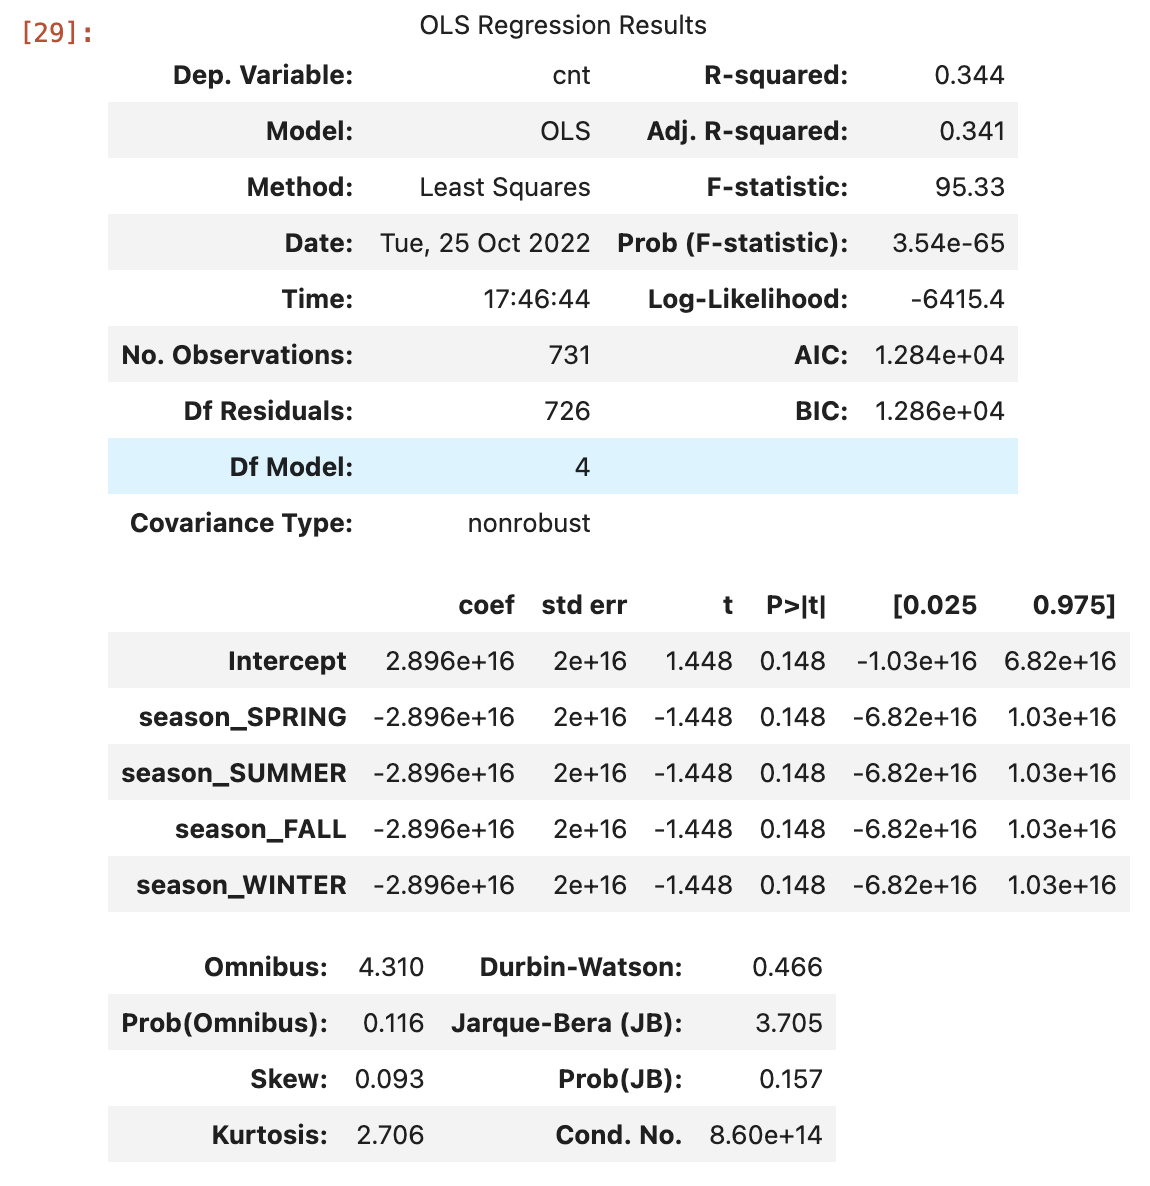 [29]:
OLS Regression Results
Dep. Variable: cnt R-squared: 0.344
Model: OLS Adj. R-squared: 0.341
Method: Least Squares F-statistic: 95.33
Date: Tue, 25 Oct 2022 Prob (F-statistic): 3.54e-65
Time: 17:46:44 Log-Likelihood: -6415.4
No. Observations: 731 AIC: 1.284e+04
Df Residuals: 726 BIC: 1.286e+04
Df Model: 4
Covariance Type: nonrobust
coef std err t P>|t| [0.025 0.975]
Intercept 2.896e+16 2e+16 1.448 0.148 -1.03e+16 6.82e+16
season_SPRING -2.896e+16 2e+16 -1.448 0.148 -6.82e+16 1.03e+16
season_SUMMER -2.896e+16 2e+16 -1.448 0.148 -6.82e+16 1.03e+16
season_FALL -2.896e+16 2e+16 -1.448 0.148 -6.82e+16 1.03e+16
season_WINTER -2.896e+16 2e+16 -1.448 0.148 -6.82e+16 1.03e+16
Omnibus: 4.310 Durbin-Watson: 0.466
Prob(Omnibus): 0.116 Jarque-Bera (JB): 3.705
Skew: 0.093 Prob(JB): 0.157
Kurtosis: 2.706 Cond. No. 8.60e+14